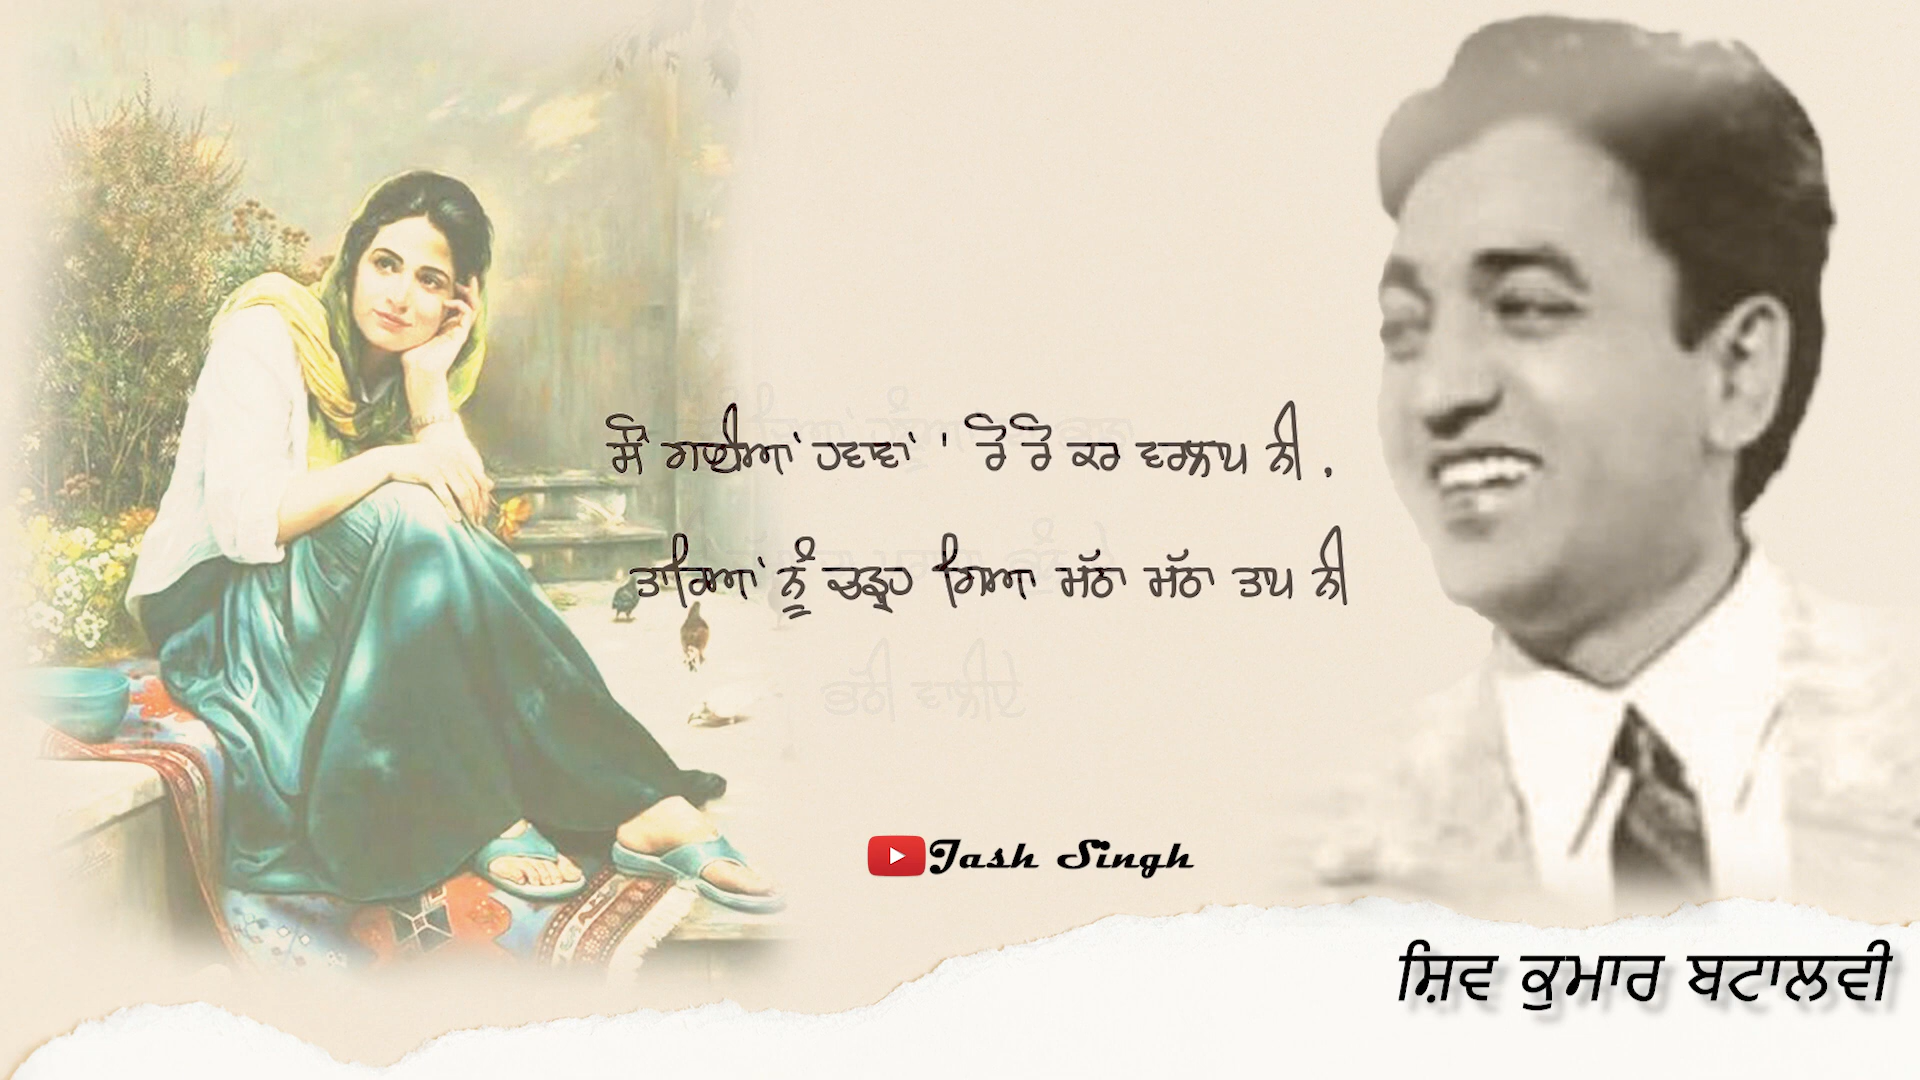 ਸੌਂ ਗਈਆਂ ਹਵਾਵਾਂ ' ਰੋ ਰੋ ਕਰ ਵਰਲਾਪ ਨੀ .
ਤਾਰਿਆਂ ਨੂੰ ਚੜ੍ਹ ਗਿਆ ਮੱਠਾ ਮੱਠਾ ਤਾਪ ਨੀ
ਭੱਠੀ ਵਾਲੀਏ
Jash Singh
ਸ਼ਿਵ ਕੁਮਾਰ ਬਟਾਲਵੀ